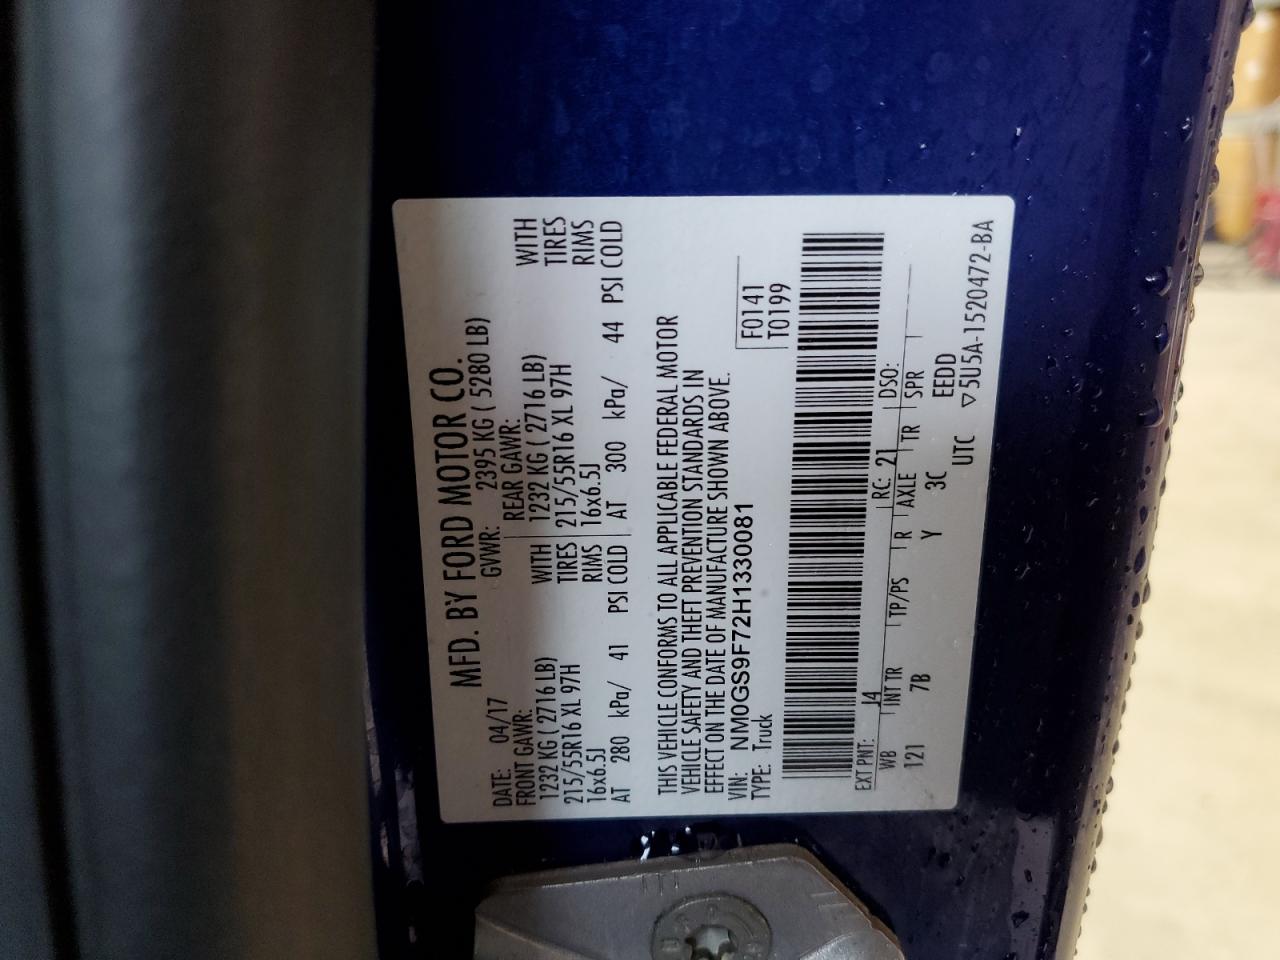 MFD. BY FORD MOTOR CO.
DATE: 04/17 GVWR: 2395 KG ( 5280 LB)
FRONT GAWR: REAR GAWR:
1232 KG ( 2716 LB) WITH 1232 KG ( 2716 LB) WITH
215/55R16 XL 97H TIRES 215/55R16 XL 97H TIRES
16x6.5J RIMS 16x6.5J RIMS
AT 280 kPa/ 41 PSI COLD AT 300 kPa/ 44 PSI COLD
THIS VEHICLE CONFORMS TO ALL APPLICABLE FEDERAL MOTOR
VEHICLE SAFETY AND THEFT PREVENTION STANDARDS IN
EFFECT ON THE DATE OF MANUFACTURE SHOWN ABOVE.
VIN: NM0GS9F72H1330081 F0141
TYPE: Truck T0199
EXT PNT: J4 RC: 21 DSO:
WB INT TR TP/PS R AXLE TR SPR
121 7B Y 3C EEDD
UTC ▽5U5A-1520472-BA